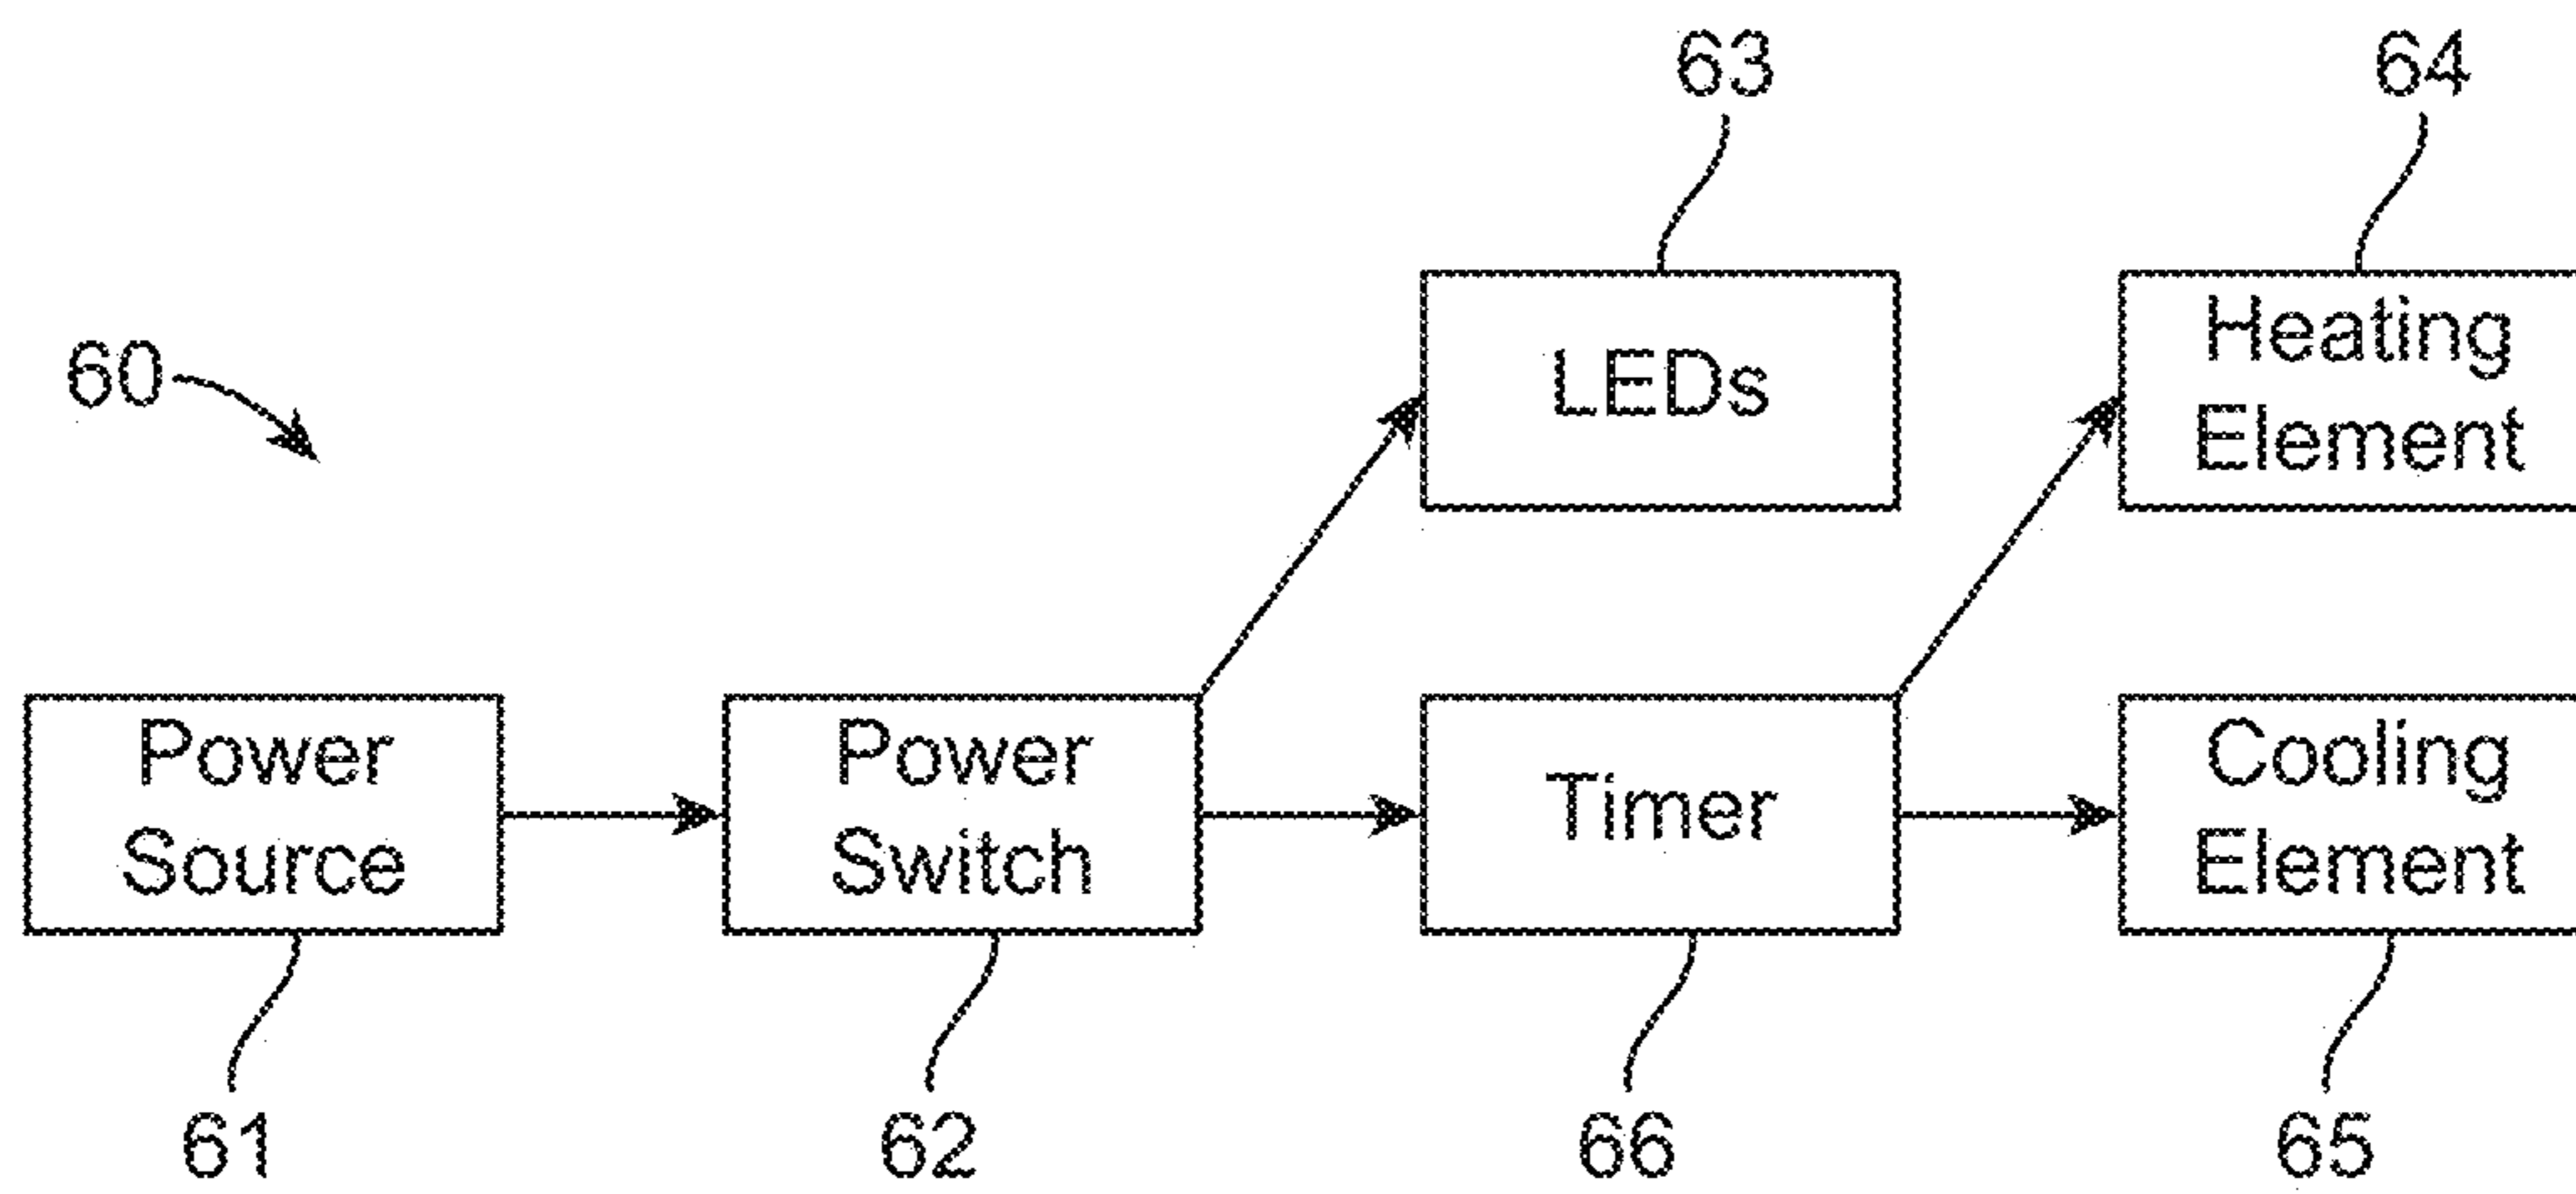 63
64
60
LEDs
Heating
Element
Power
Source
Power
Switch
Timer
Cooling
Element
61
62
66
65